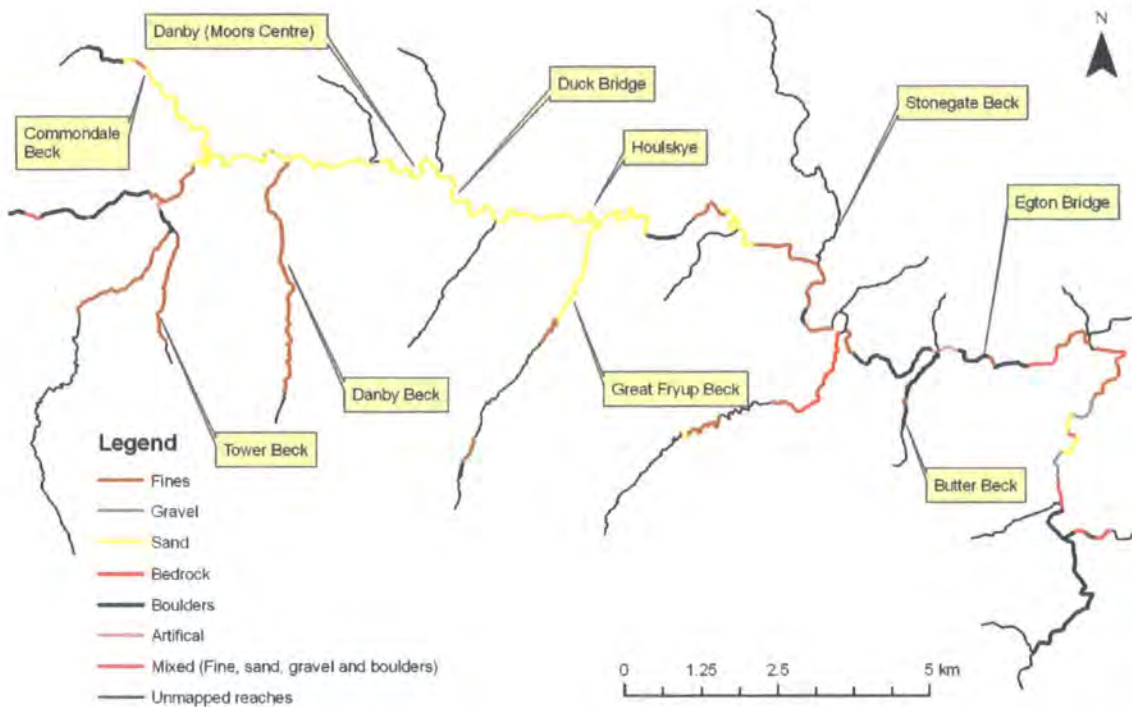 Danby (Moors Centre)
N
Duck Bridge
Stonegate Beck
Commondale
Beck
Houlskye
Egton Bridge
Danby Beck
Great Fryup Beck
Tower Beck
Butter Beck
Legend
Fines
Gravel
Sand
Bedrock
Boulders
Artifical
Mixed (Fine, sand, gravel and boulders)
Unmapped reaches
0 1.25 2.5 5 km